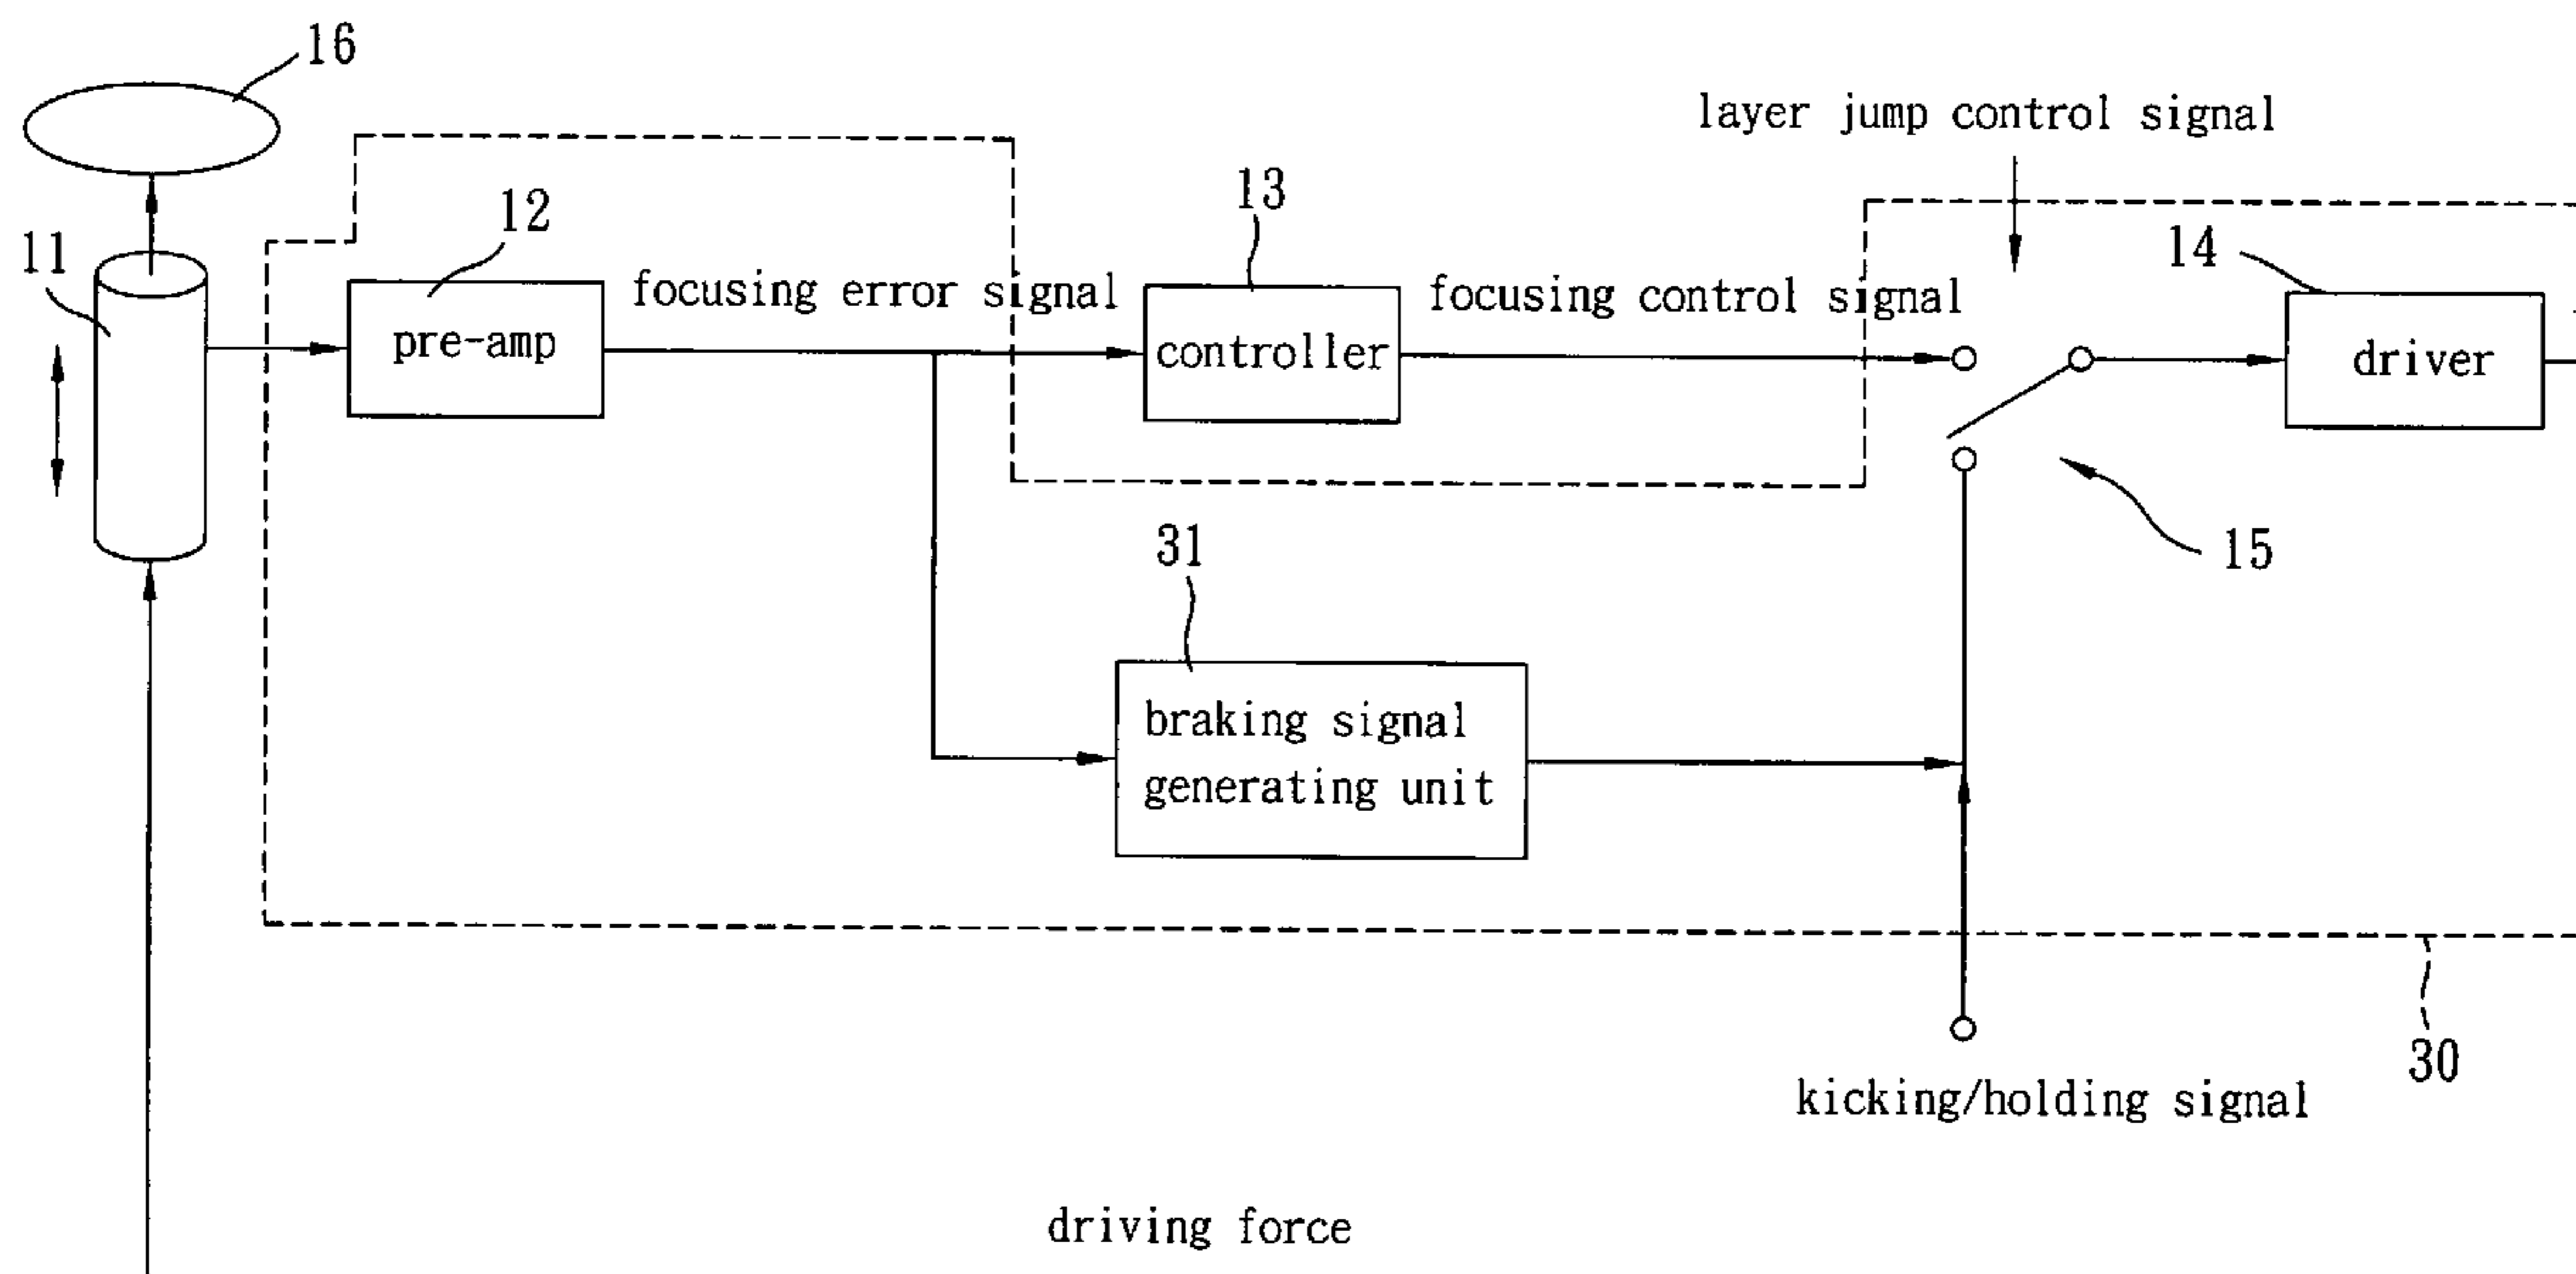 16
layer jump control signal
12
13
11
14
focusing error signal
focusing control signal
pre-amp
controller
driver
15
31
braking signal
generating unit
30
kicking/holding signal
driving force